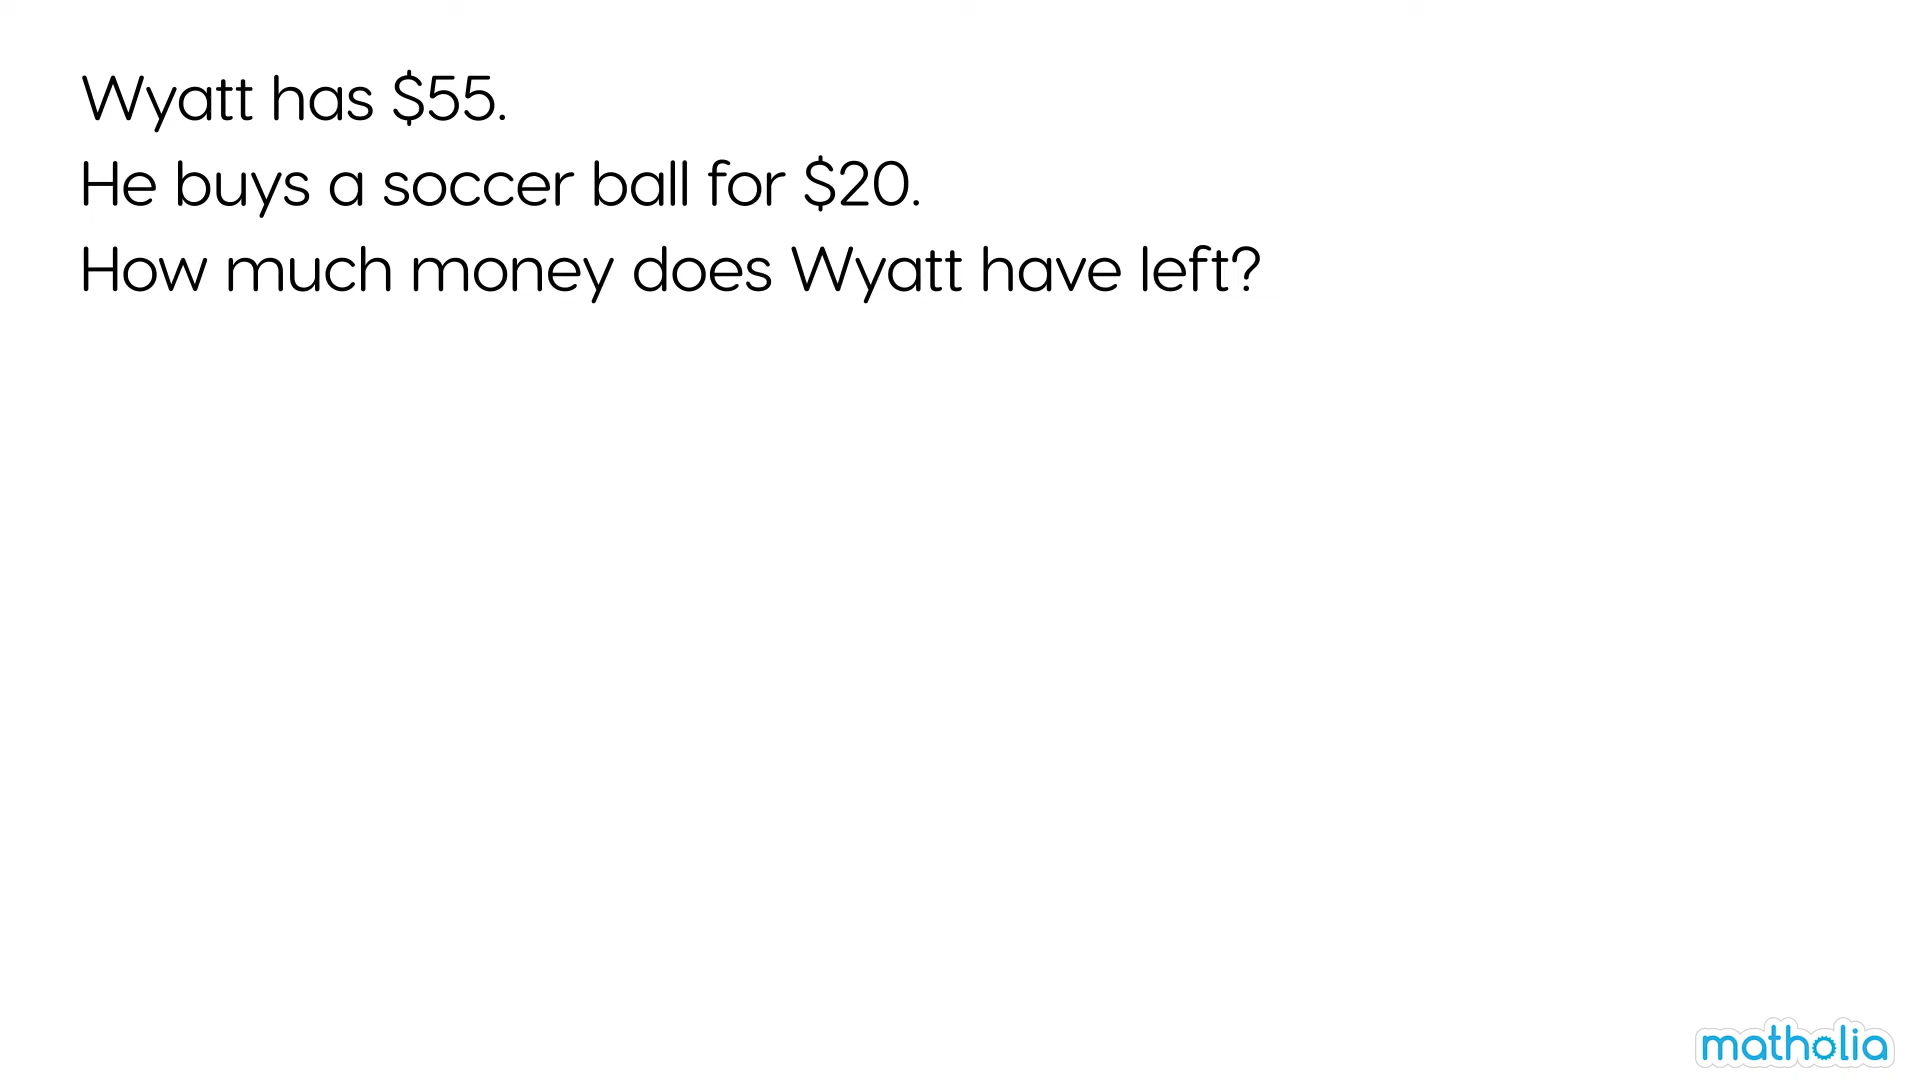 Wyatt has $55.
He buys a soccer ball for $20.
How much money does Wyatt have left?
matholia